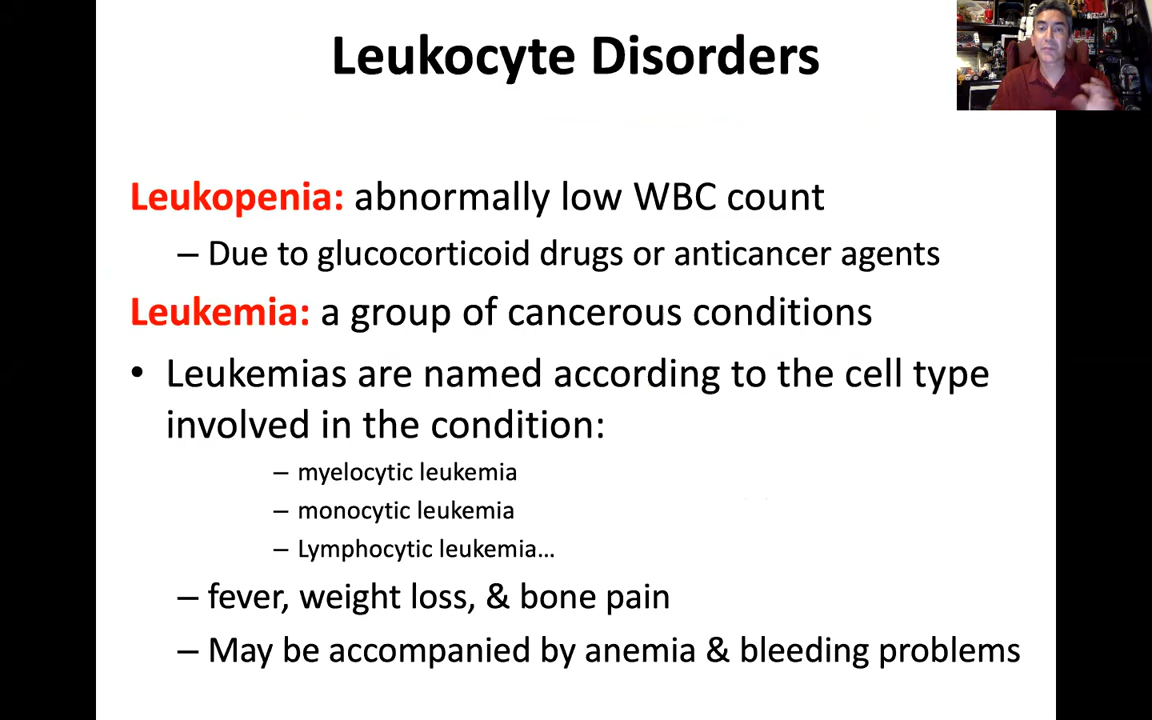 Leukocyte Disorders
Leukopenia: abnormally low WBC count
– Due to glucocorticoid drugs or anticancer agents
Leukemia: a group of cancerous conditions
• Leukemias are named according to the cell type
involved in the condition:
– myelocytic leukemia
– monocytic leukemia
– Lymphocytic leukemia…
– fever, weight loss, & bone pain
– May be accompanied by anemia & bleeding problems